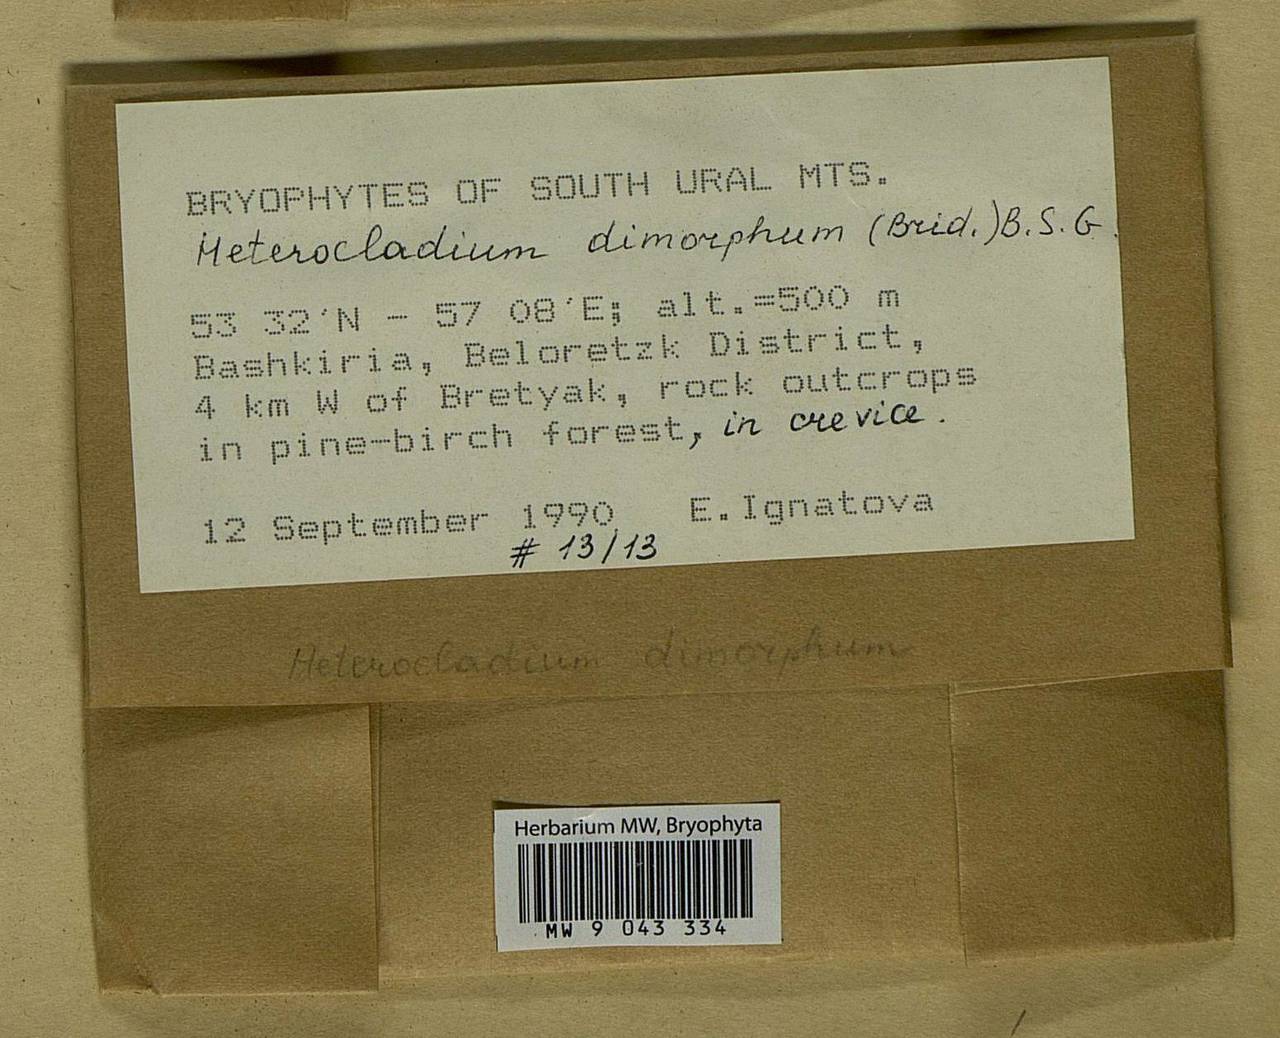 BRYOPHYTES OF SOUTH URAL MTS.
Heterocladium dimorphum (Brid.) B.S.G.
53 32'N - 57 08'E; alt.=500 m
Bashkiria, Beloretzk District,
4 km W of Bretyak, rock outcrops
in pine-birch forest, in crevice.
12 September 1990 E.Ignatova
# 13/13
Heterocladium dimorphum
Herbarium MW, Bryophyta
MW 9 043 334